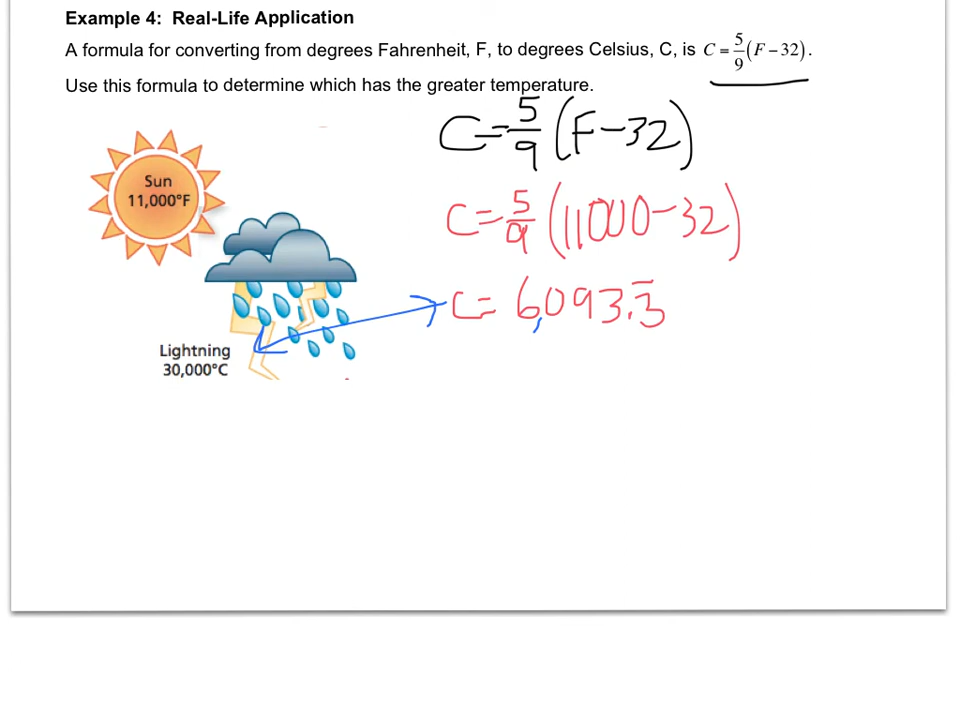 Example 4: Real-Life Application
A formula for converting from degrees Fahrenheit, F, to degrees Celsius, C, is C = 5/9 (F − 32).
Use this formula to determine which has the greater temperature.
C = 5/9 (F − 32)
Sun
11,000°F
C = 5/9 (11000 − 32)
C = 6,093.3̅
Lightning
30,000°C